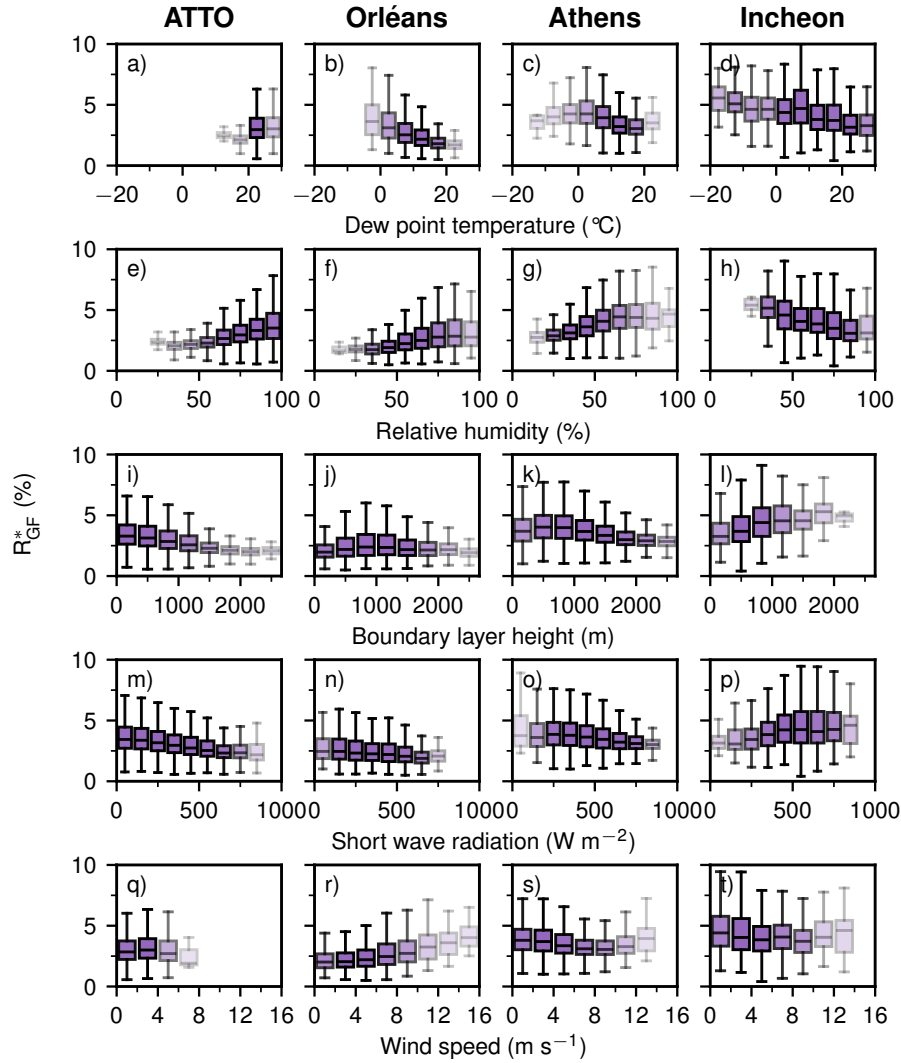 ATTO Orléans Athens Incheon
10 a) b) c) d)
5
0
−20 0 20 −20 0 20 −20 0 20 −20 0 20
Dew point temperature (°C)
10 e) f) g) h)
5
0
0 50 100 0 50 100 0 50 100 0 50 100
Relative humidity (%)
R*GF (%)
10 i) j) k) l)
5
0
0 1000 2000 0 1000 2000 0 1000 2000 0 1000 2000
Boundary layer height (m)
10 m) n) o) p)
5
0
0 500 10000 500 10000 500 10000 500 1000
Short wave radiation (W m−2)
10 q) r) s) t)
5
0
0 4 8 12 16 0 4 8 12 16 0 4 8 12 16 0 4 8 12 16
Wind speed (m s−1)